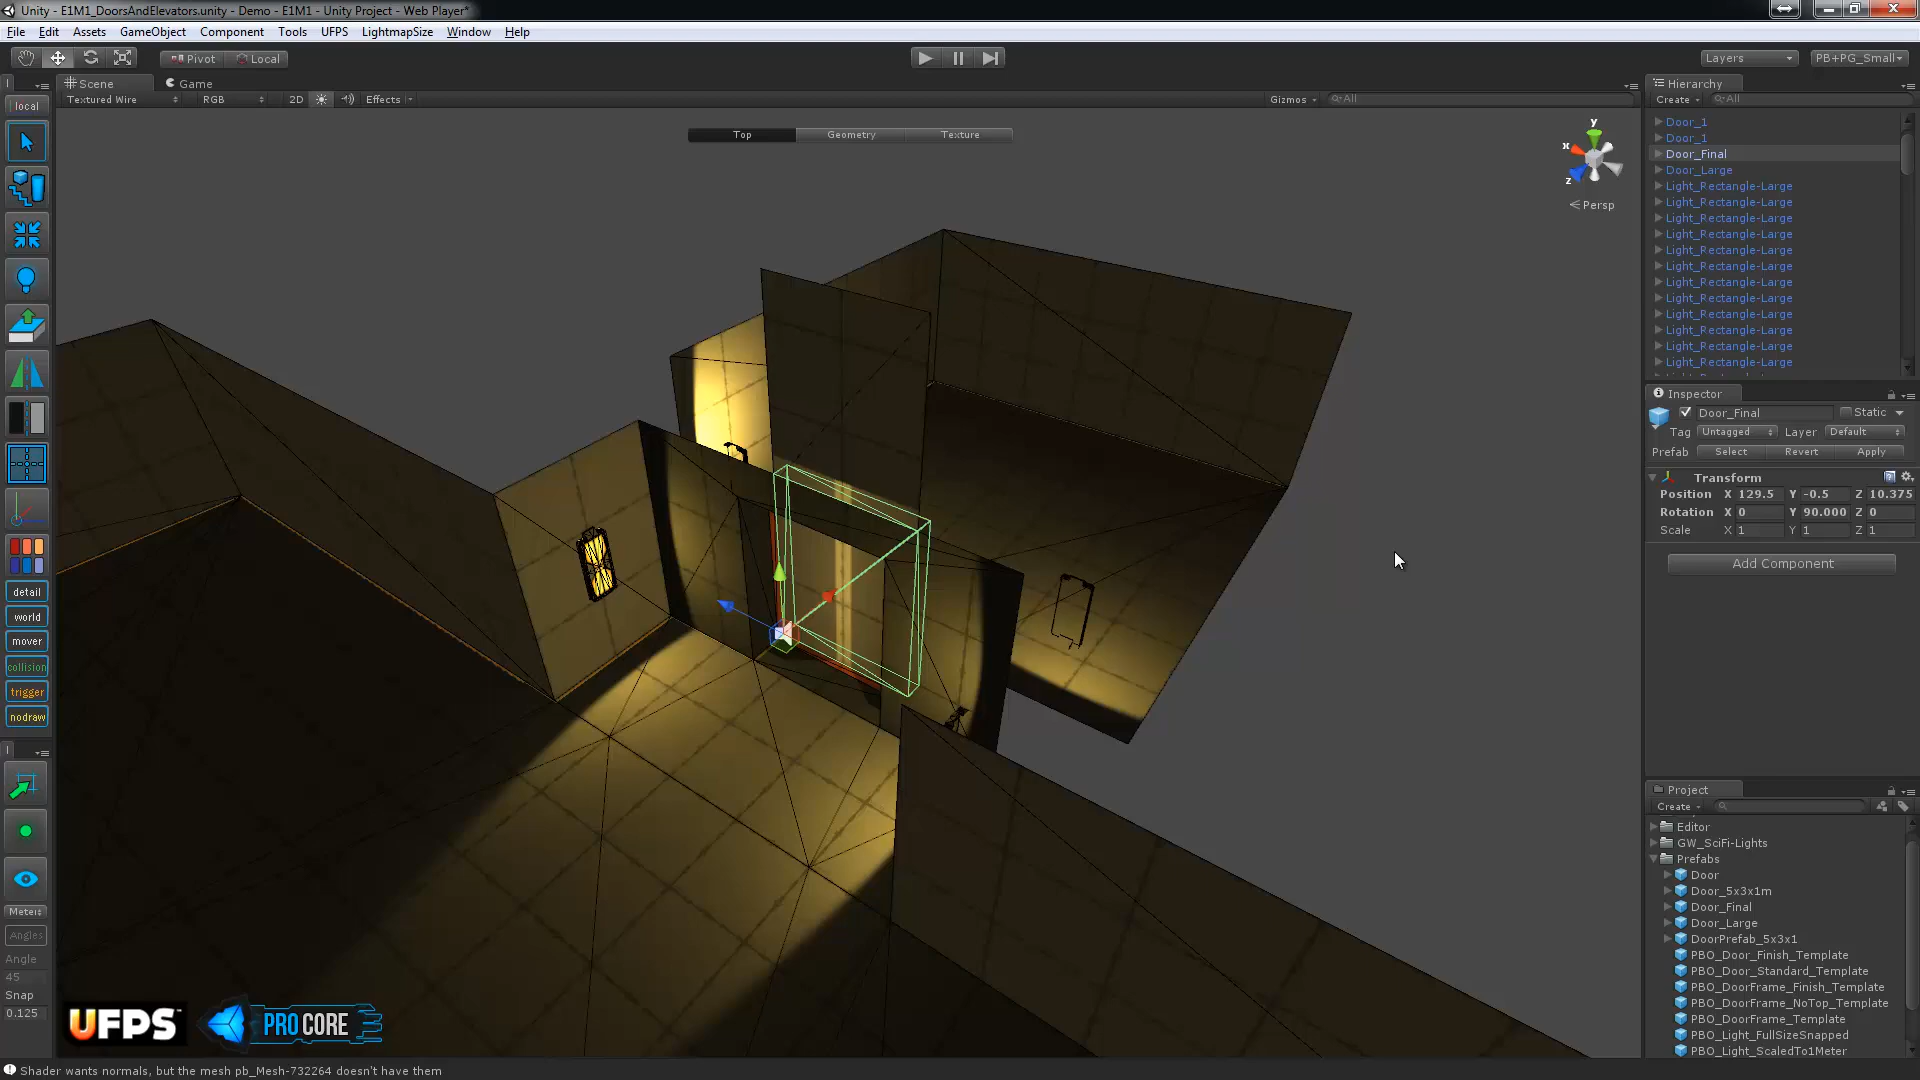 Unity - E1M1_DoorsAndElevators.unity - Demo - E1M1 - Unity Project - Web Player*
File Edit Assets GameObject Component Tools UFPS LightmapSize Window Help
Pivot Local Layers PB+PG_Small
Scene Game
Textured Wire RGB 2D Effects Gizmos All
Top Geometry Texture
y
x
z
Persp
local
detail
world
mover
collision
trigger
nodraw
Meter
Angles
Angle
45
Snap
0.125
UFPS PROCORE
Hierarchy
Create All
Door_1
Door_1
Door_Final
Door_Large
Light_Rectangle-Large
Light_Rectangle-Large
Light_Rectangle-Large
Light_Rectangle-Large
Light_Rectangle-Large
Light_Rectangle-Large
Light_Rectangle-Large
Light_Rectangle-Large
Light_Rectangle-Large
Light_Rectangle-Large
Light_Rectangle-Large
Light_Rectangle-Large
Inspector
Door_Final Static
Tag Untagged Layer Default
Prefab Select Revert Apply
Transform
Position X 129.5 Y -0.5 Z 10.375
Rotation X 0 Y 90.000 Z 0
Scale X 1 Y 1 Z 1
Add Component
Project
Create
Editor
GW_SciFi-Lights
Prefabs
Door
Door_5x3x1m
Door_Final
Door_Large
DoorPrefab_5x3x1
PBO_Door_Finish_Template
PBO_Door_Standard_Template
PBO_DoorFrame_Finish_Template
PBO_DoorFrame_NoTop_Template
PBO_DoorFrame_Template
PBO_Light_FullSizeSnapped
PBO_Light_ScaledTo1Meter
Shader wants normals, but the mesh pb_Mesh-732264 doesn't have them